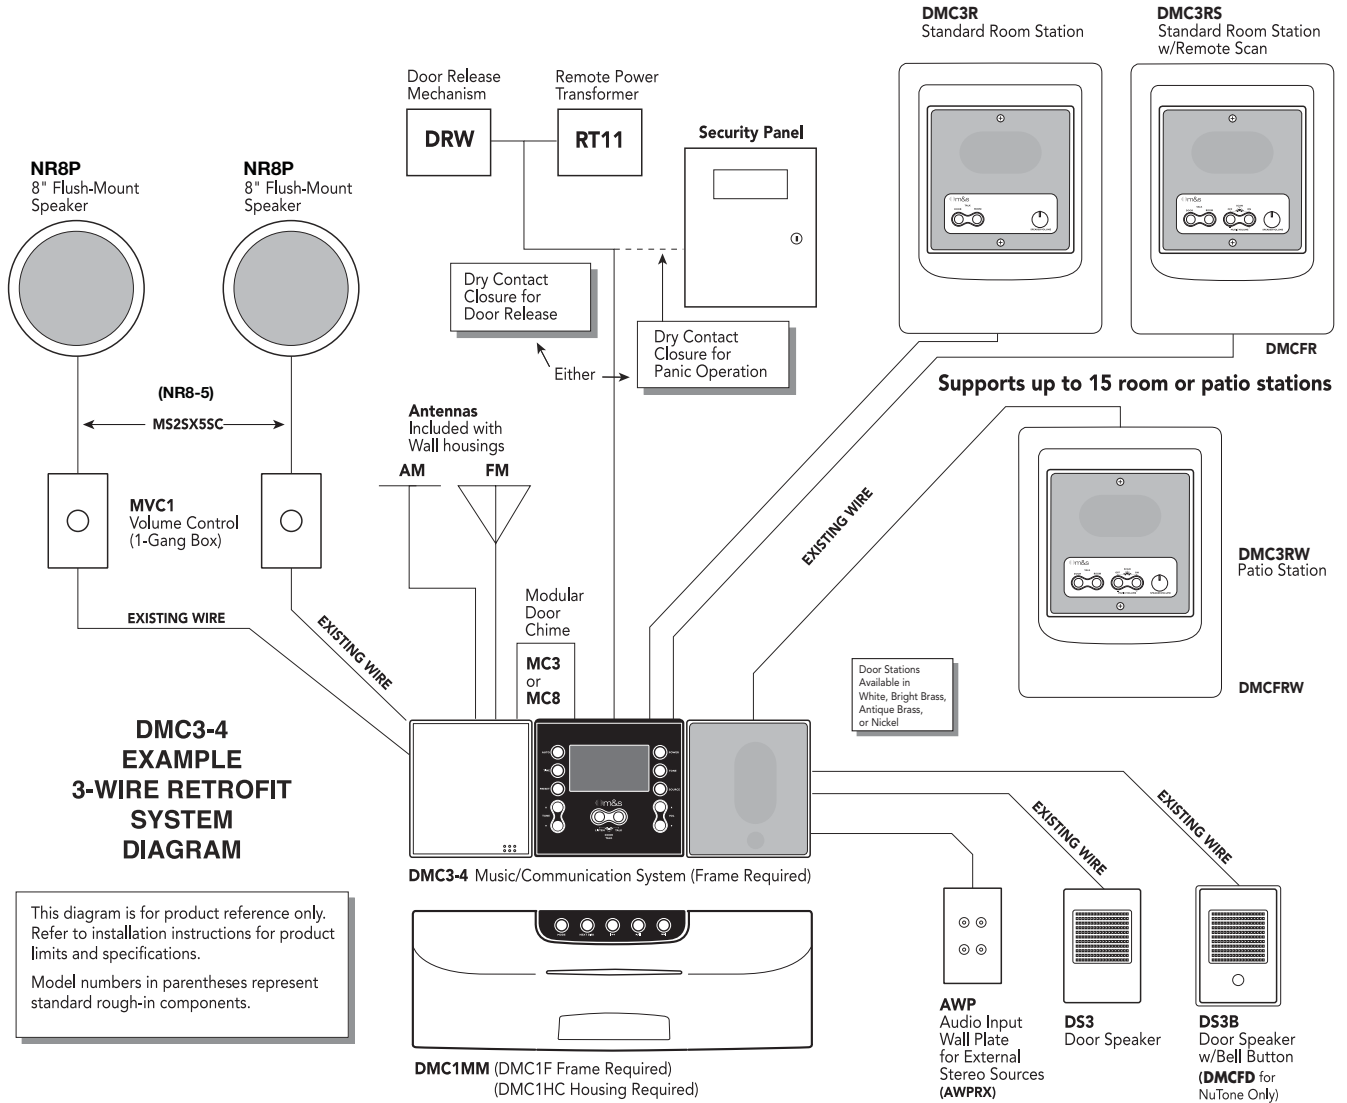 DMC3R
Standard Room Station
DMC3RS
Standard Room Station
w/Remote Scan
Door Release
Mechanism
DRW
Remote Power
Transformer
RT11
Security Panel
NR8P
8" Flush-Mount
Speaker
NR8P
8" Flush-Mount
Speaker
m&s
m&s
Dry Contact
Closure for
Door Release
Dry Contact
Closure for
Panic Operation
Either
DMCFR
Supports up to 15 room or patio stations
(NR8-5)
MS2SX5SC
Antennas
Included with
Wall housings
AM
FM
MVC1
Volume Control
(1-Gang Box)
EXISTING WIRE
m&s
DMC3RW
Patio Station
EXISTING WIRE
EXISTING WIRE
Modular
Door
Chime
MC3
or
MC8
Door Stations
Available in
White, Bright Brass,
Antique Brass,
or Nickel
DMCFRW
DMC3-4
EXAMPLE
3-WIRE RETROFIT
SYSTEM
DIAGRAM
m&s
EXISTING WIRE
EXISTING WIRE
DMC3-4 Music/Communication System (Frame Required)
This diagram is for product reference only.
Refer to installation instructions for product
limits and specifications.
Model numbers in parentheses represent
standard rough-in components.
DMC1MM (DMC1F Frame Required)
(DMC1HC Housing Required)
AWP
Audio Input
Wall Plate
for External
Stereo Sources
(AWPRX)
DS3
Door Speaker
DS3B
Door Speaker
w/Bell Button
(DMCFD for
NuTone Only)